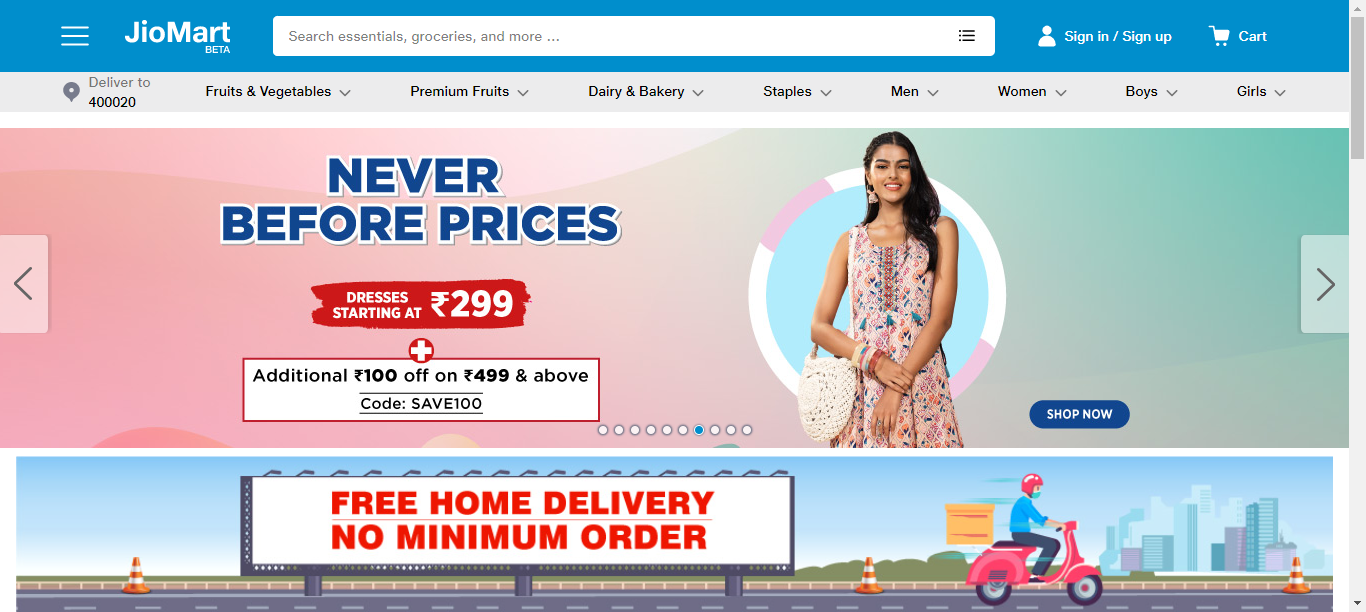 JioMart
BETA
Search essentials, groceries, and more ...
Sign in / Sign up
Cart
Deliver to
400020
Fruits & Vegetables
Premium Fruits
Dairy & Bakery
Staples
Men
Women
Boys
Girls
NEVER
BEFORE PRICES
DRESSES
STARTING AT ₹299
Additional ₹100 off on ₹499 & above
Code: SAVE100
SHOP NOW
FREE HOME DELIVERY
NO MINIMUM ORDER